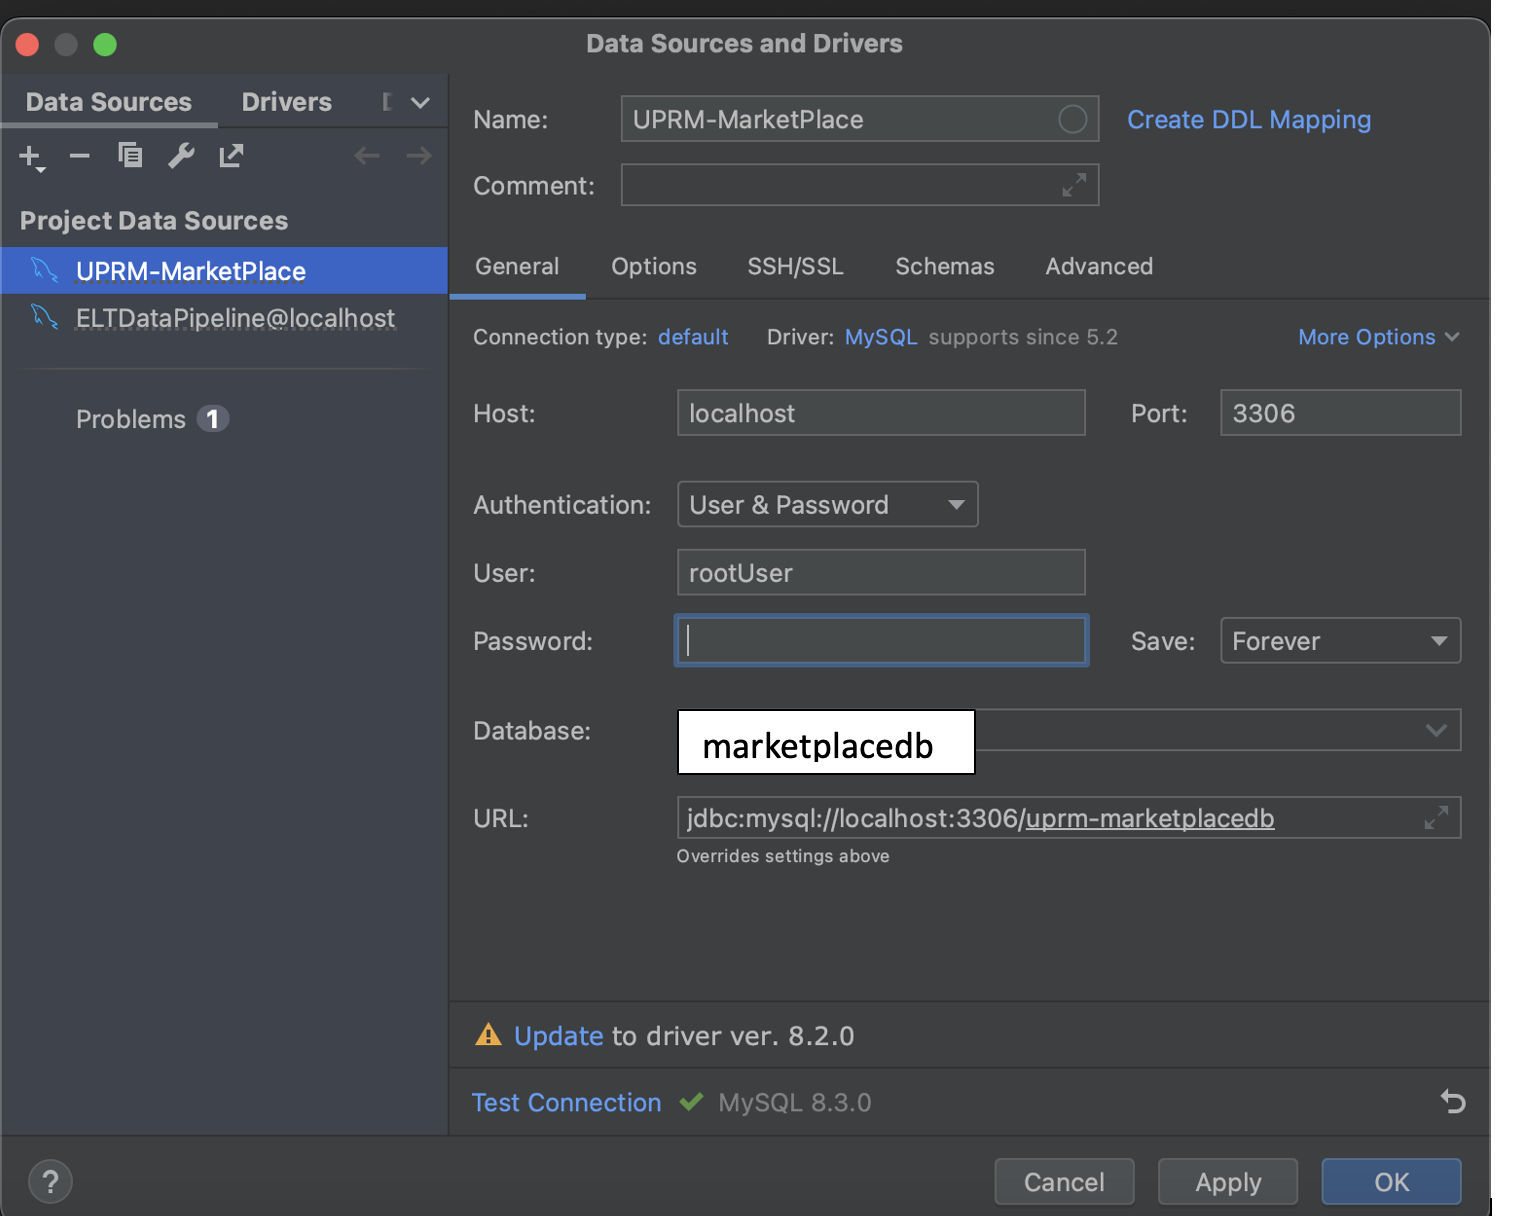 Data Sources and Drivers
Data Sources
Drivers
Project Data Sources
UPRM-MarketPlace
ELTDataPipeline@localhost
Problems 1
Name: UPRM-MarketPlace Create DDL Mapping
Comment:
General Options SSH/SSL Schemas Advanced
Connection type: default Driver: MySQL supports since 5.2 More Options
Host: localhost Port: 3306
Authentication: User & Password
User: rootUser
Password: Save: Forever
Database: marketplacedb
URL: jdbc:mysql://localhost:3306/uprm-marketplacedb
Overrides settings above
Update to driver ver. 8.2.0
Test Connection MySQL 8.3.0
? Cancel Apply OK